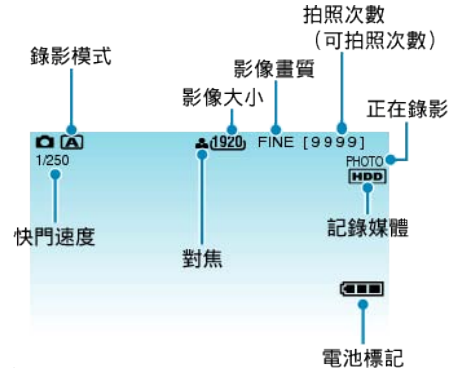 拍照次數
（可拍照次數）
錄影模式
影像畫質
影像大小
正在錄影
A
1920
FINE [9999]
1/250
PHOTO
HDD
快門速度
對焦
記錄媒體
電池標記